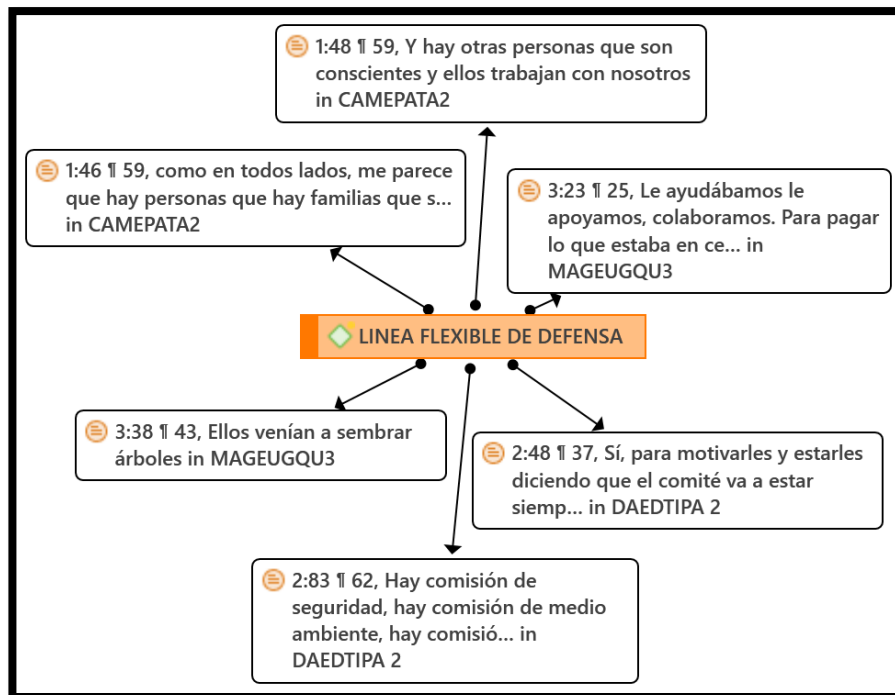 1:48 ¶ 59, Y hay otras personas que son
conscientes y ellos trabajan con nosotros
in CAMEPATA2
1:46 ¶ 59, como en todos lados, me parece
que hay personas que hay familias que s...
in CAMEPATA2
3:23 ¶ 25, Le ayudábamos le
apoyamos, colaboramos. Para pagar
lo que estaba en ce... in
MAGEUGQU3
LINEA FLEXIBLE DE DEFENSA
3:38 ¶ 43, Ellos venían a sembrar
árboles in MAGEUGQU3
2:48 ¶ 37, Sí, para motivarles y estarles
diciendo que el comité va a estar
siemp... in DAEDTIPA 2
2:83 ¶ 62, Hay comisión de
seguridad, hay comisión de medio
ambiente, hay comisió... in
DAEDTIPA 2